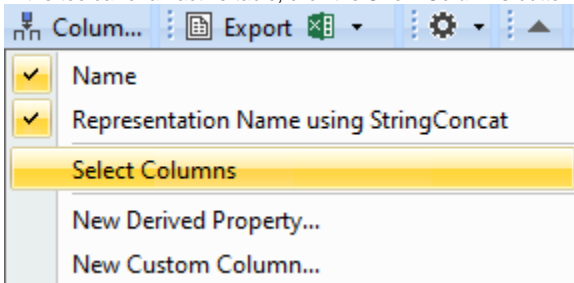 Colum... Export
Name
Representation Name using StringConcat
Select Columns
New Derived Property...
New Custom Column...